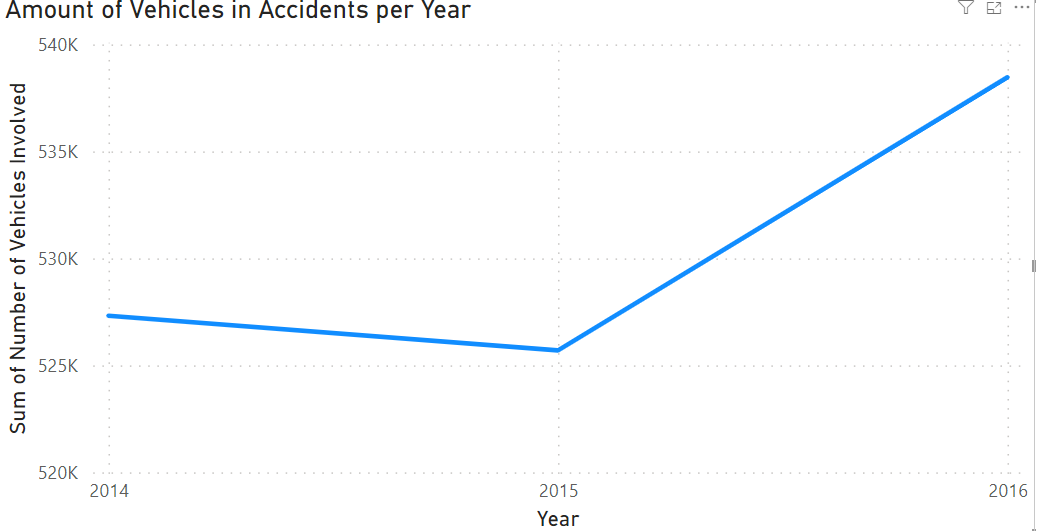 Amount of Vehicles in Accidents per Year
Sum of Number of Vehicles Involved
540K
535K
530K
525K
520K
2014 2015 2016
Year